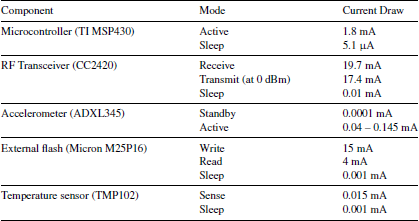 Component Mode Current Draw
Microcontroller (TI MSP430) Active 1.8 mA
Sleep 5.1 μA
RF Transceiver (CC2420) Receive 19.7 mA
Transmit (at 0 dBm) 17.4 mA
Sleep 0.01 mA
Accelerometer (ADXL345) Standby 0.0001 mA
Active 0.04 – 0.145 mA
External flash (Micron M25P16) Write 15 mA
Read 4 mA
Sleep 0.001 mA
Temperature sensor (TMP102) Sense 0.015 mA
Sleep 0.001 mA